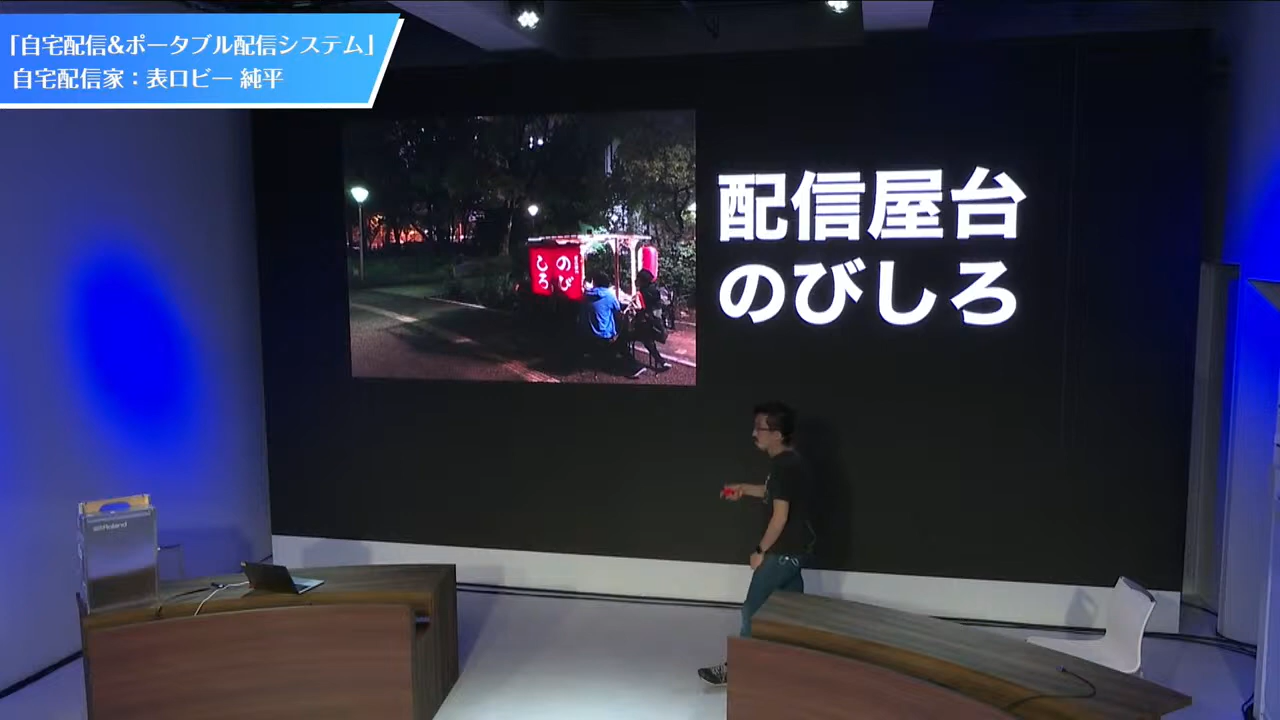 「自宅配信&ポータブル配信システム」
自宅配信家：表ロビー 純平
配信屋台
のびしろ
のび
しろ
Roland